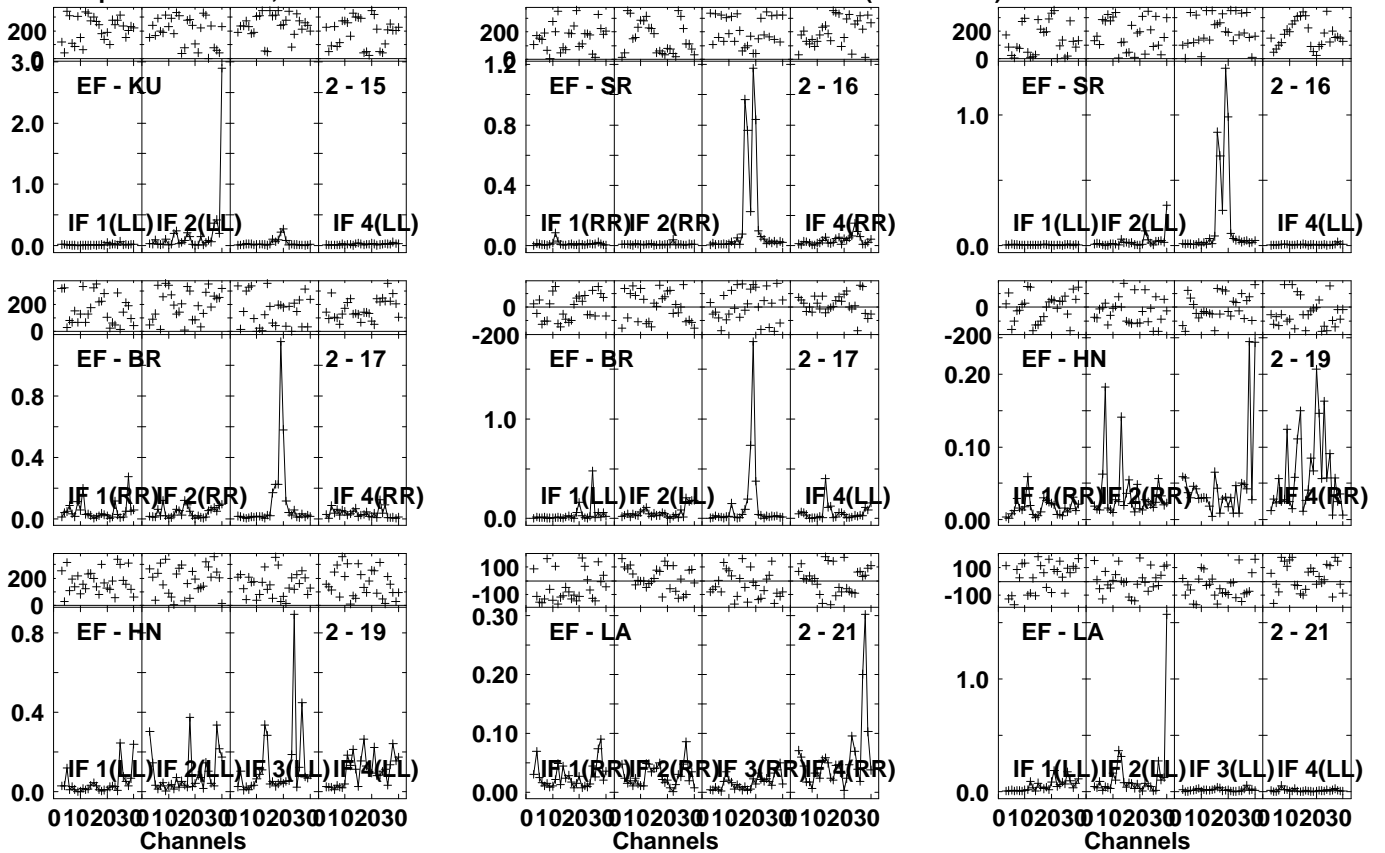 200
0
200
0
200
0
3.0
2.0
1.0
0.0
EF - KU
2 - 15
IF 1(LL)
IF 2(LL)
IF 4(LL)
1.2
0.8
0.4
0.0
EF - SR
2 - 16
IF 1(RR)
IF 2(RR)
IF 4(RR)
1.0
0.0
EF - SR
2 - 16
IF 1(LL)
IF 2(LL)
IF 4(LL)
200
0
0
-200
0
-200
0.8
0.4
0.0
EF - BR
2 - 17
IF 1(RR)
IF 2(RR)
IF 4(RR)
1.0
0.0
EF - BR
2 - 17
IF 1(LL)
IF 2(LL)
IF 4(LL)
0.20
0.10
0.00
EF - HN
2 - 19
IF 1(RR)
IF 2(RR)
IF 4(RR)
200
0
100
-100
100
-100
0.8
0.4
0.0
EF - HN
2 - 19
IF 1(LL)
IF 2(LL)
IF 3(LL)
IF 4(LL)
0.30
0.20
0.10
0.00
EF - LA
2 - 21
IF 1(RR)
IF 2(RR)
IF 3(RR)
IF 4(RR)
1.0
0.0
EF - LA
2 - 21
IF 1(LL)
IF 2(LL)
IF 3(LL)
IF 4(LL)
0102030 0102030
Channels
0102030 0102030
Channels
0102030 0102030
Channels